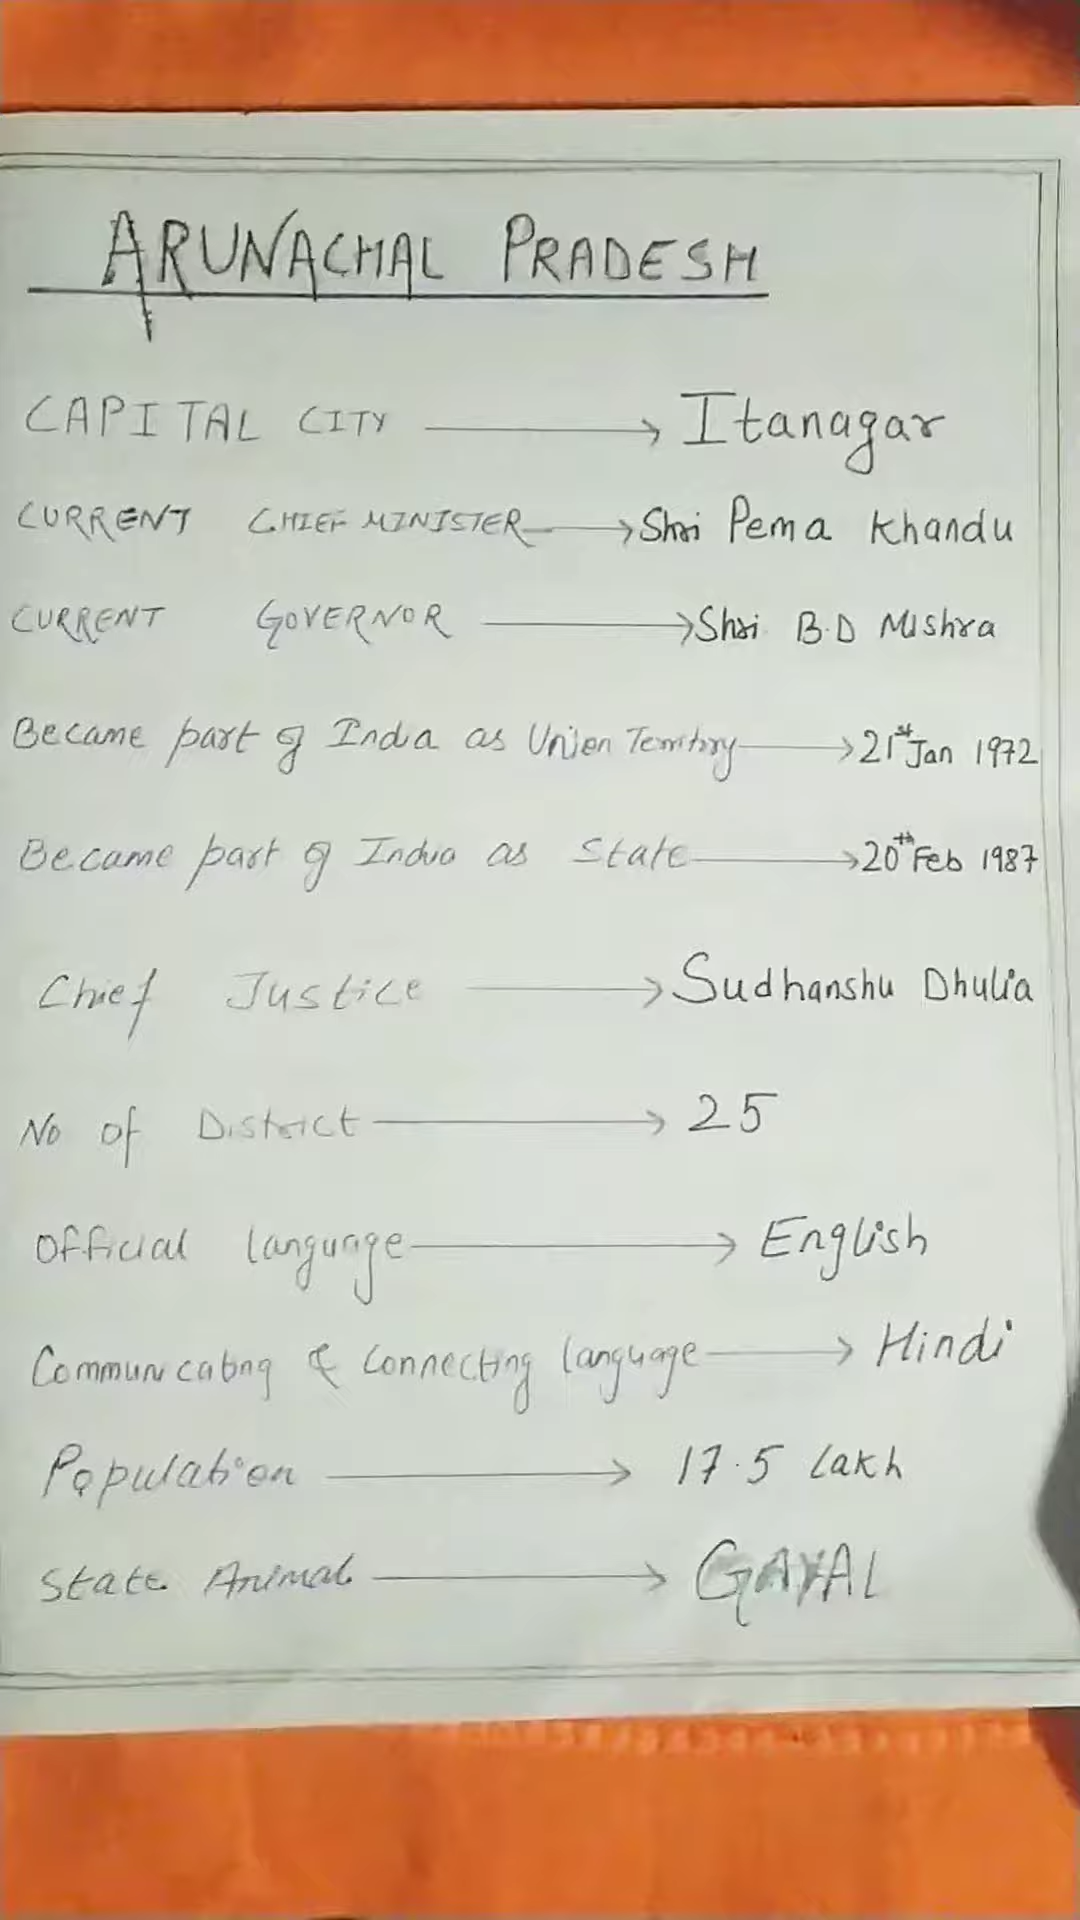 ARUNACHAL PRADESH
CAPITAL CITY → Itanagar
CURRENT CHIEF MINISTER → Shri Pema Khandu
CURRENT GOVERNOR → Shri B.D Mishra
Became part of India as Union Territory → 21st Jan 1972
Became part of India as State → 20th Feb 1987
Chief Justice → Sudhanshu Dhulia
No of District → 25
Official language → English
Communicating & Connecting language → Hindi
Population → 17.5 lakh
State Animal → GAYAL